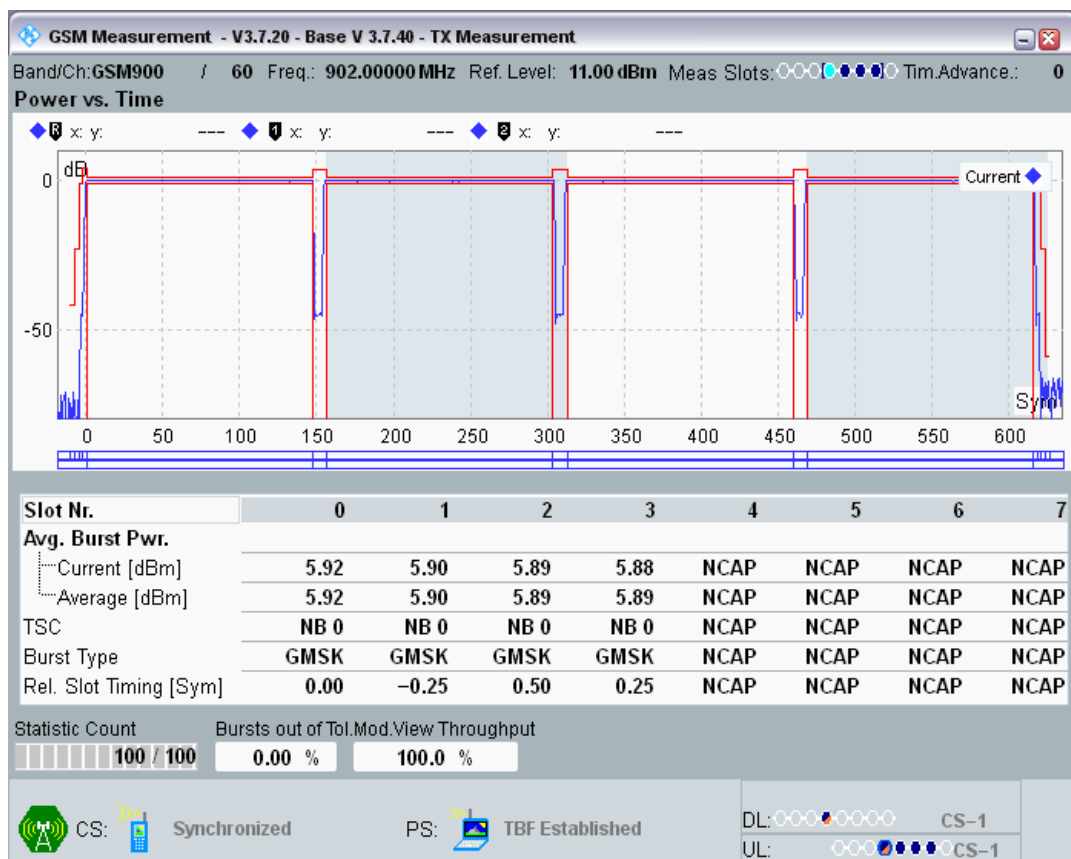 GSM Measurement - V3.7.20 - Base V 3.7.40 - TX Measurement
Band/Ch:GSM900 / 60 Freq.: 902.00000 MHz Ref. Level: 11.00 dBm Meas Slots: Tim.Advance.: 0
Power vs. Time
R x: y: --- 1 x: y: --- 2 x: y: ---
dB
0
Current
-50
Sym
0 50 100 150 200 250 300 350 400 450 500 550 600
Slot Nr. 0 1 2 3 4 5 6 7
Avg. Burst Pwr.
Current [dBm] 5.92 5.90 5.89 5.88 NCAP NCAP NCAP NCAP
Average [dBm] 5.92 5.90 5.89 5.89 NCAP NCAP NCAP NCAP
TSC NB 0 NB 0 NB 0 NB 0 NCAP NCAP NCAP NCAP
Burst Type GMSK GMSK GMSK GMSK NCAP NCAP NCAP NCAP
Rel. Slot Timing [Sym] 0.00 −0.25 0.50 0.25 NCAP NCAP NCAP NCAP
Statistic Count Bursts out of Tol. Mod.View Throughput
100 / 100 0.00 % 100.0 %
CS: Synchronized PS: TBF Established
DL: CS−1
UL: CS−1